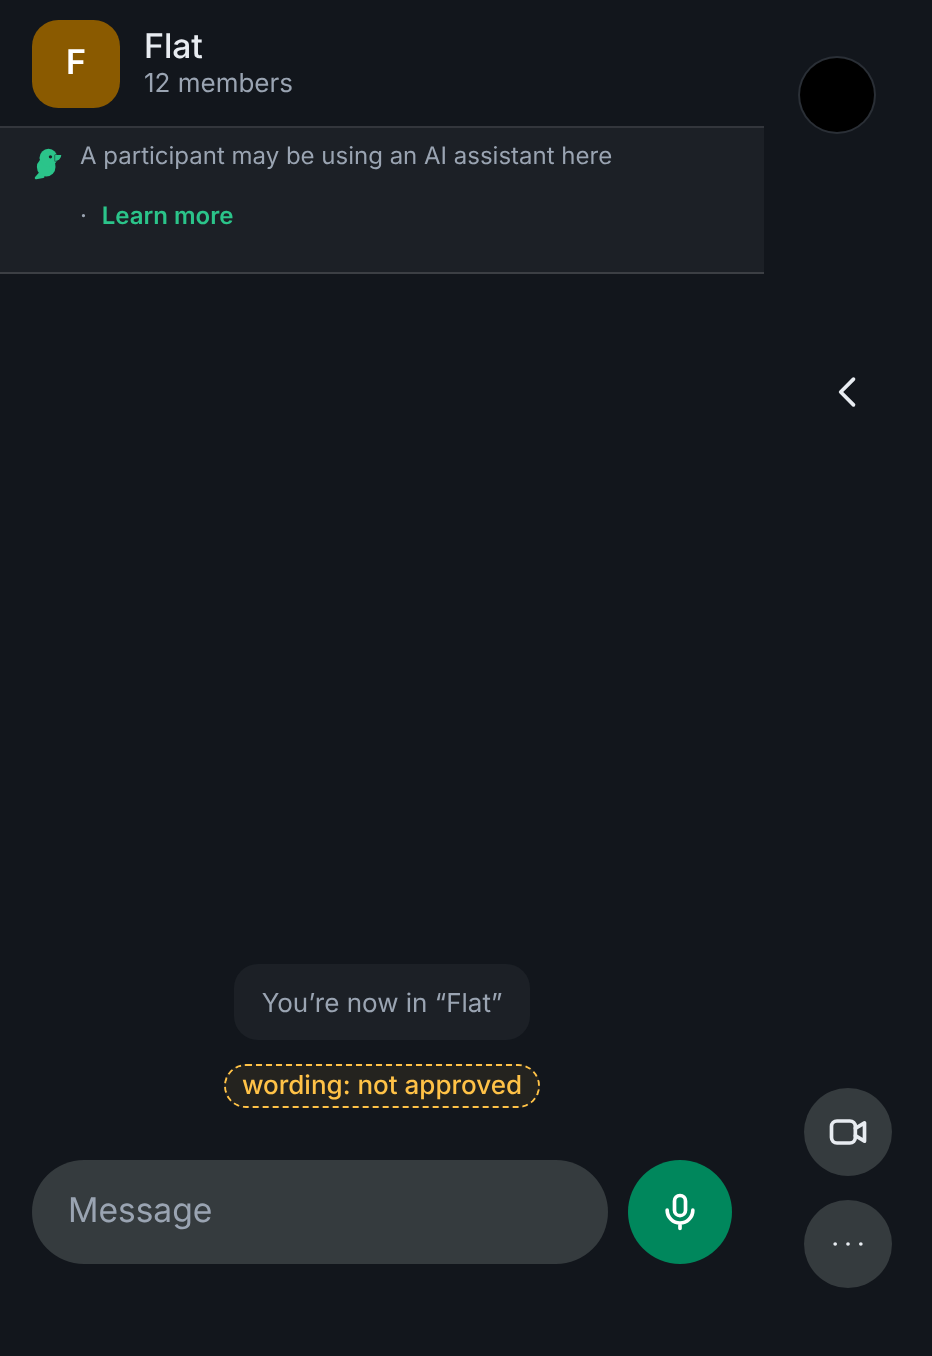 F
Flat
12 members
A participant may be using an AI assistant here
· Learn more
You’re now in “Flat”
wording: not approved
Message